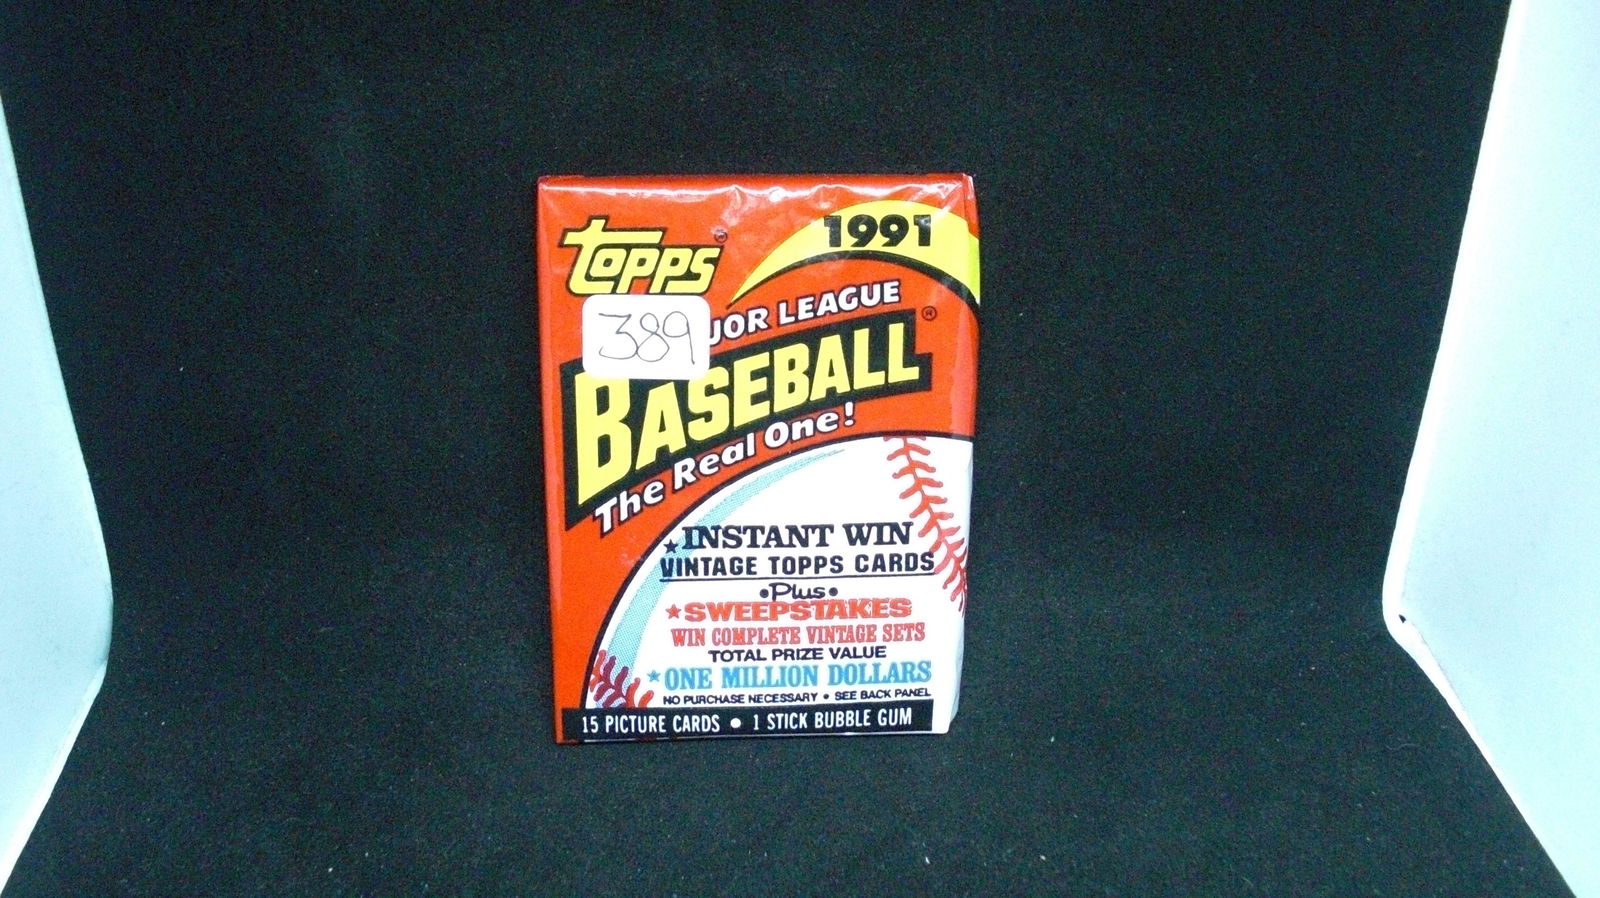 Topps®
1991
389
JOR LEAGUE
BASEBALL®
The Real One!
★INSTANT WIN
VINTAGE TOPPS CARDS
•Plus•
★SWEEPSTAKES
WIN COMPLETE VINTAGE SETS
TOTAL PRIZE VALUE
★ONE MILLION DOLLARS
NO PURCHASE NECESSARY • SEE BACK PANEL
15 PICTURE CARDS • 1 STICK BUBBLE GUM